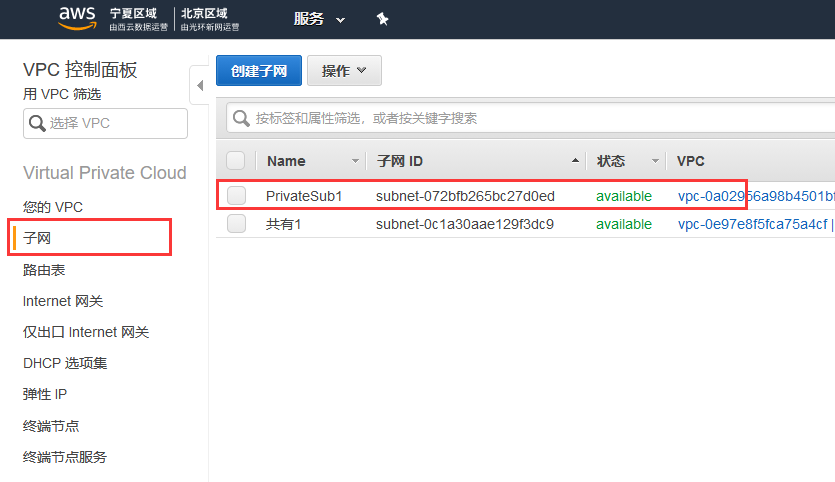 aws 宁夏区域 北京区域 服务
由西云数据运营 由光环新网运营
VPC 控制面板
用 VPC 筛选
选择 VPC
Virtual Private Cloud
您的 VPC
子网
路由表
Internet 网关
仅出口 Internet 网关
DHCP 选项集
弹性 IP
终端节点
终端节点服务
创建子网 操作
按标签和属性筛选，或者按关键字搜索
Name 子网 ID 状态 VPC
PrivateSub1 subnet-072bfb265bc27d0ed available vpc-0a02956a98b4501bf
共有1 subnet-0c1a30aae129f3dc9 available vpc-0e97e8f5fca75a4cf |